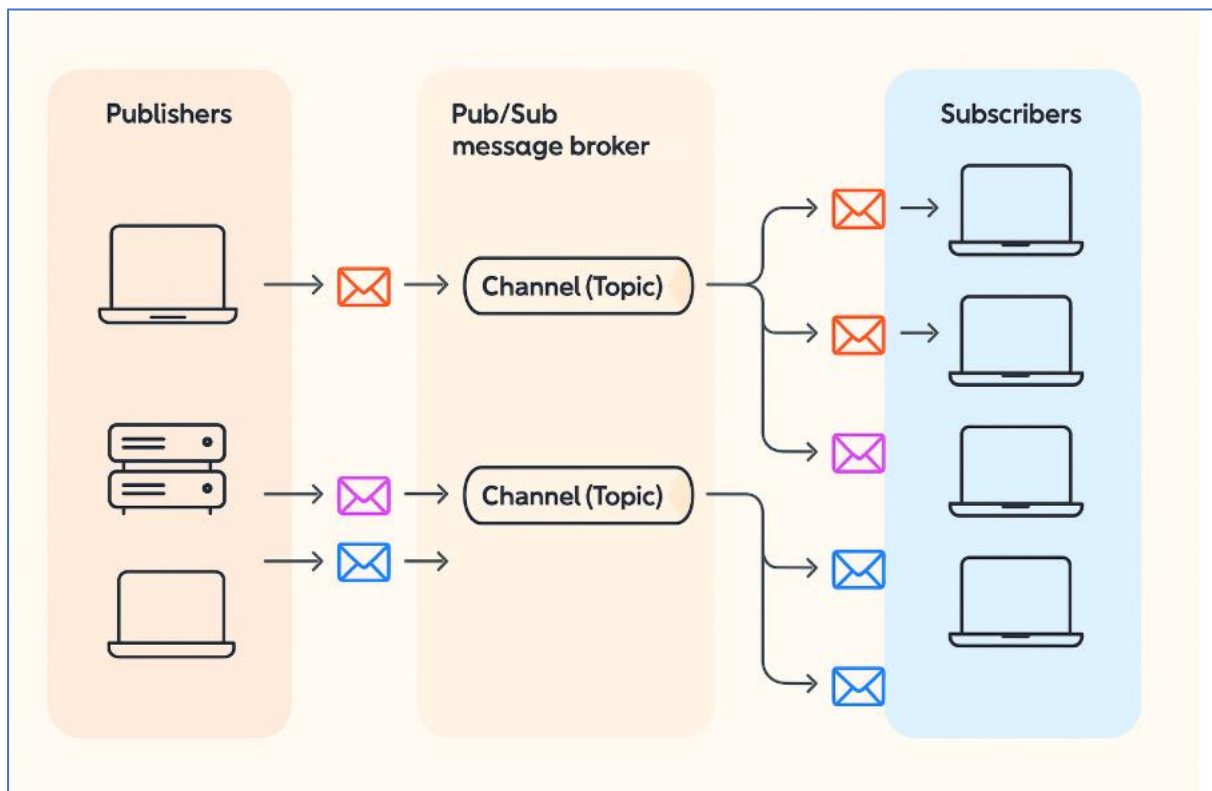 Publishers
Pub/Sub
message broker
Subscribers
Channel (Topic)
Channel (Topic)